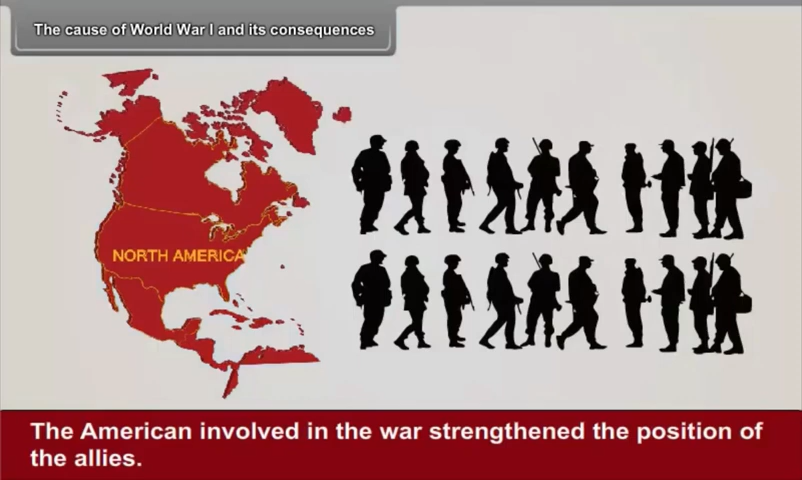 The cause of World War I and its consequences
NORTH AMERICA
The American involved in the war strengthened the position of
the allies.